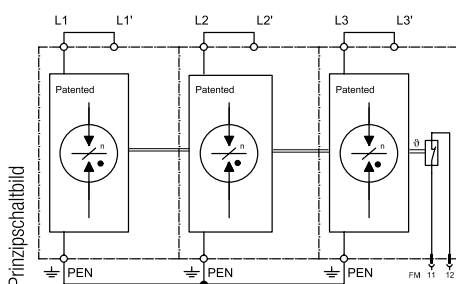 L1 L1' L2 L2' L3 L3'
Patented Patented Patented
n n n ϑ
Prinzipschaltbild
PEN PEN PEN FM 11 12